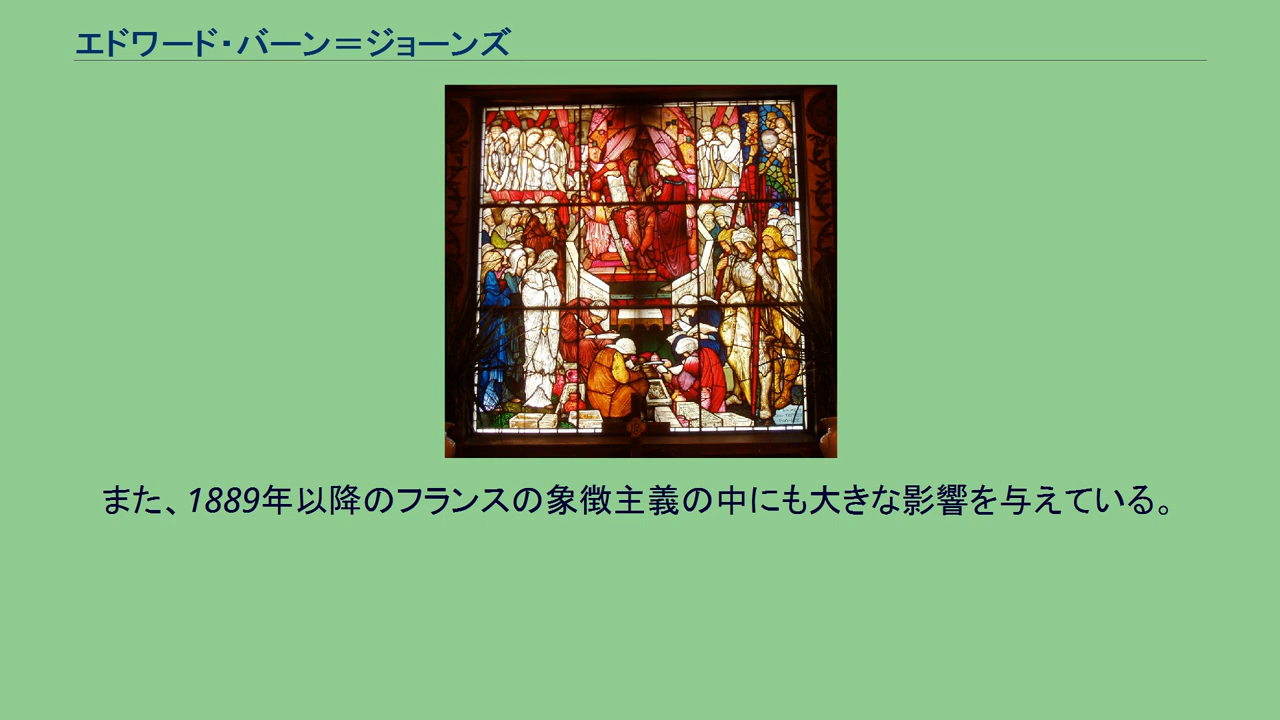 エドワード・バーン＝ジョーンズ
また、1889年以降のフランスの象徴主義の中にも大きな影響を与えている。